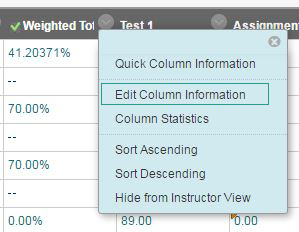 Weighted Tot Test 1 Assignment
41.20371%
Quick Column Information
--
Edit Column Information
70.00%
Column Statistics
--
Sort Ascending
70.00%
Sort Descending
--
Hide from Instructor View
0.00% 89.00 0.00